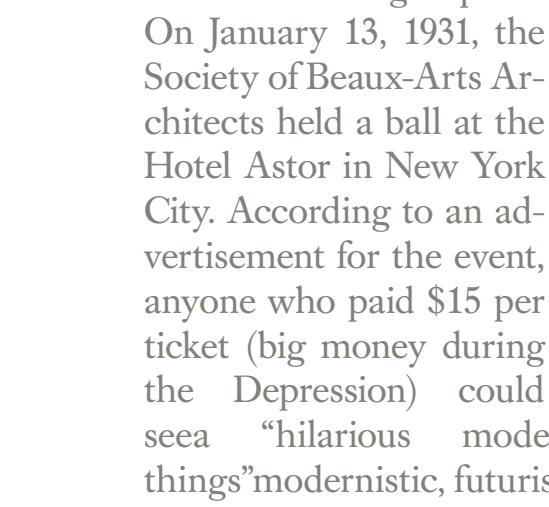 On January 13, 1931, the
Society of Beaux-Arts Ar-
chitects held a ball at the
Hotel Astor in New York
City. According to an ad-
vertisement for the event,
anyone who paid $15 per
ticket (big money during
the Depression) could
seea “hilarious mode
things”modernistic, futuris